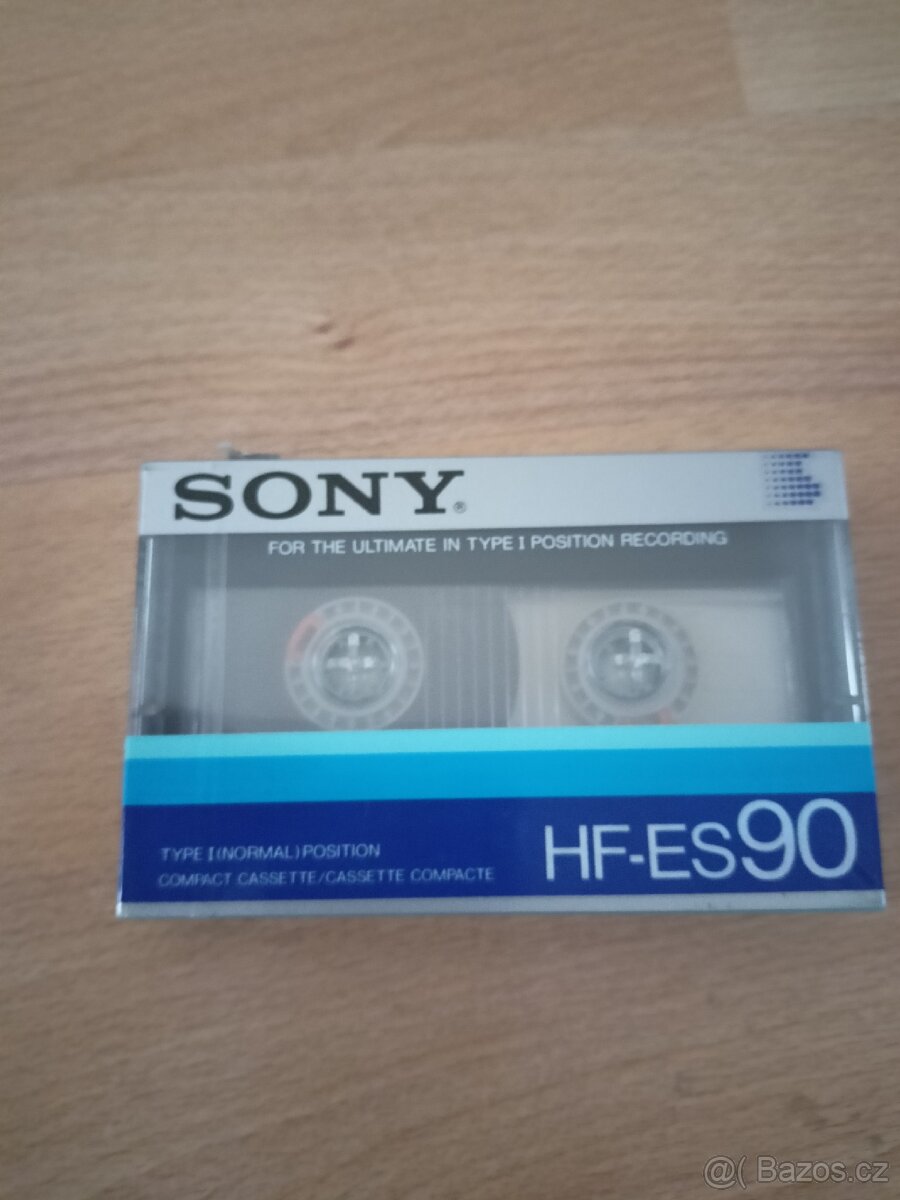 SONY®
FOR THE ULTIMATE IN TYPE I POSITION RECORDING
TYPE I (NORMAL) POSITION
COMPACT CASSETTE/CASSETTE COMPACTE
HF-ES90
@( Bazos.cz